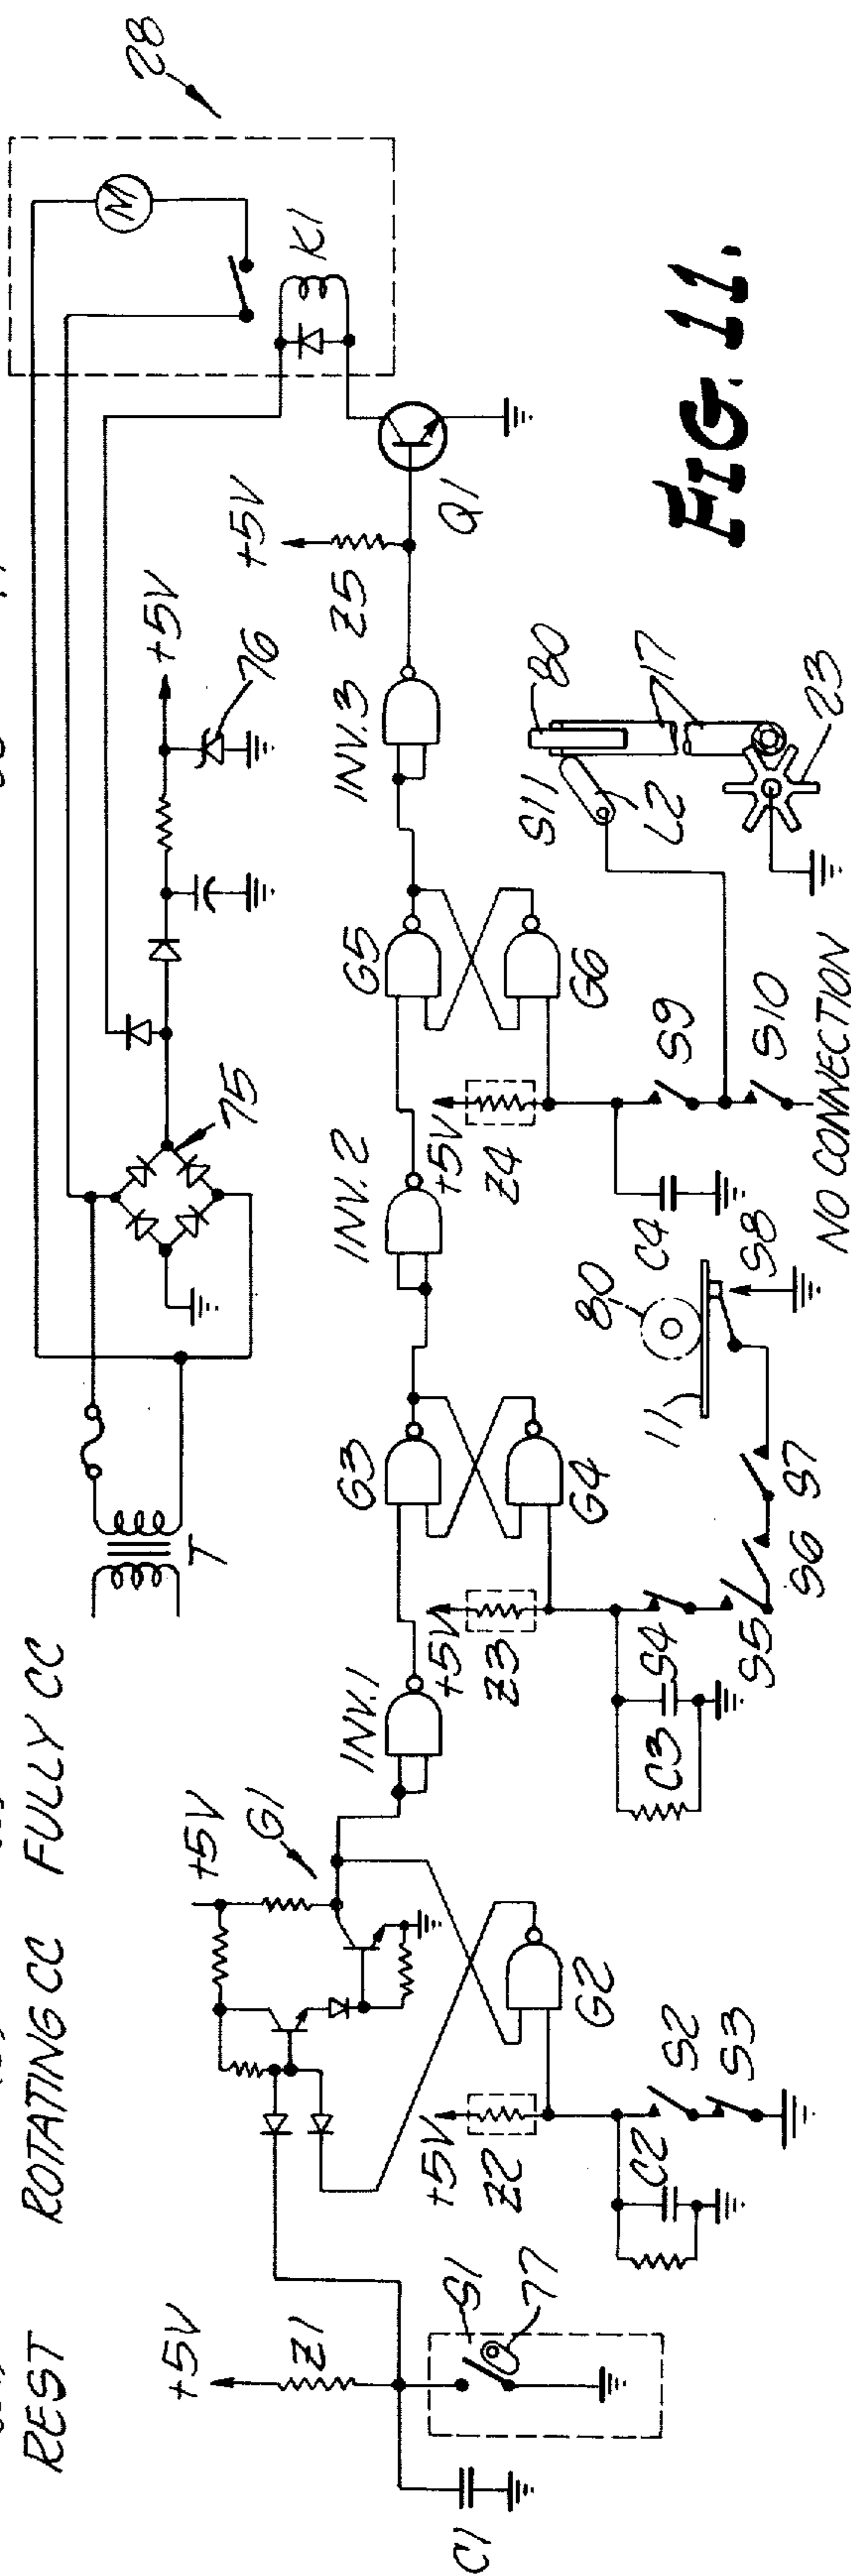 REST ROTATING CC FULLY CC
28
M
K1
T
75
+5V
76
+5V
Z5
Q1
INV.3
G5
G6
INV.2
G3
G4
INV.1
+5V
G1
G2
+5V
Z1
S1
77
C1
+5V
Z2
C2
S2
S3
+5V
Z3
C3
S4
S5
S6
S7
11
80
S8
+5V
Z4
C4
S9
S10
NO CONNECTION
S11
L2
80
17
23
FIG. 11.